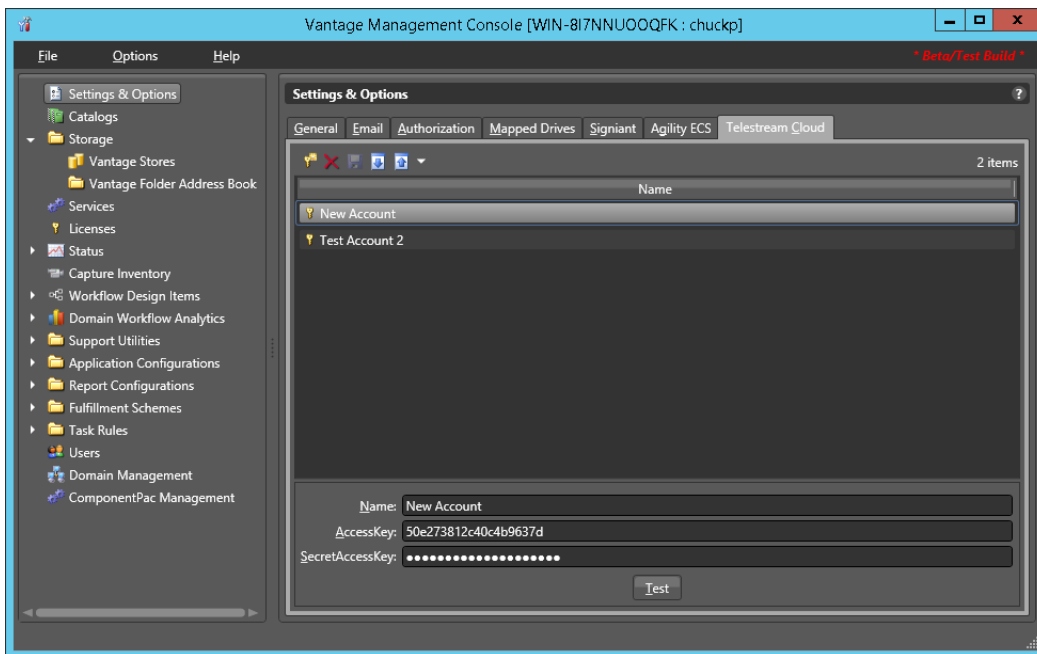 Vantage Management Console [WIN-8I7NNUOOQFK : chuckp]
File Options Help * Beta/Test Build *
Settings & Options
Catalogs
Storage
Vantage Stores
Vantage Folder Address Book
Services
Licenses
Status
Capture Inventory
Workflow Design Items
Domain Workflow Analytics
Support Utilities
Application Configurations
Report Configurations
Fulfillment Schemes
Task Rules
Users
Domain Management
ComponentPac Management
Settings & Options ?
General Email Authorization Mapped Drives Signiant Agility ECS Telestream Cloud
2 items
Name
New Account
Test Account 2
Name: New Account
AccessKey: 50e273812c40c4b9637d
SecretAccessKey: ••••••••••••••••••••
Test